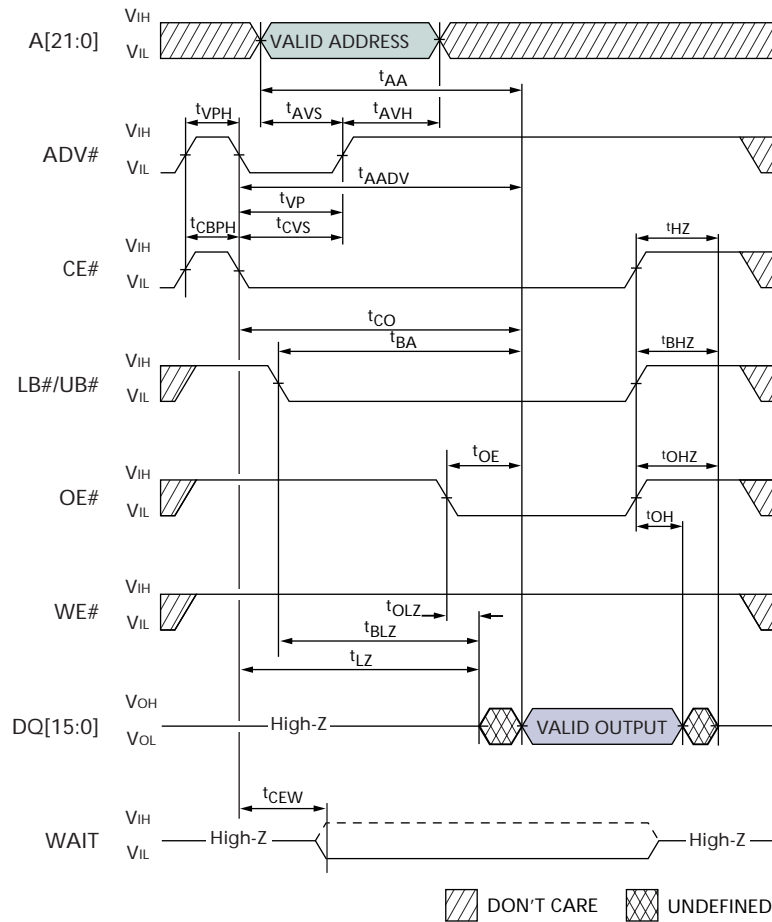 A[21:0]
VIH
VIL
VALID ADDRESS
tAA
tVPH
tAVS
tAVH
ADV#
VIH
VIL
tAADV
tVP
tCBPH
tCVS
tHZ
CE#
VIH
VIL
tCO
tBA
tBHZ
LB#/UB#
VIH
VIL
tOE
tOHZ
OE#
VIH
VIL
tOH
WE#
VIH
VIL
tOLZ
tBLZ
tLZ
DQ[15:0]
VOH
VOL
High-Z
VALID OUTPUT
tCEW
WAIT
VIH
VIL
High-Z
High-Z
DON'T CARE
UNDEFINED